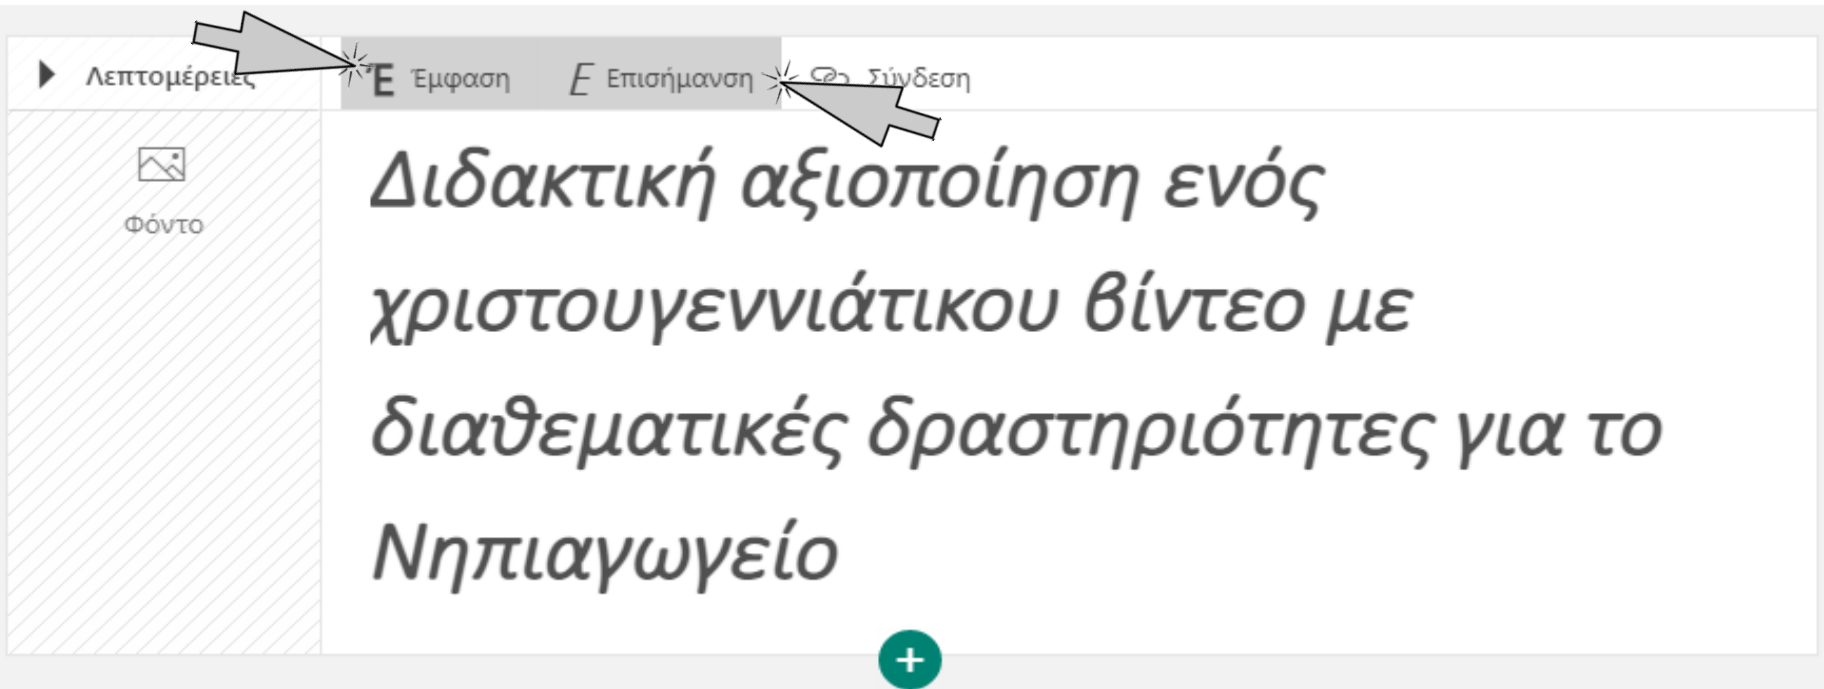 Λεπτομέρειες
Έ Έμφαση
Ε Επισήμανση
Σύνδεση
Φόντο
Διδακτική αξιοποίηση ενός
χριστουγεννιάτικου βίντεο με
διαθεματικές δραστηριότητες για το
Νηπιαγωγείο